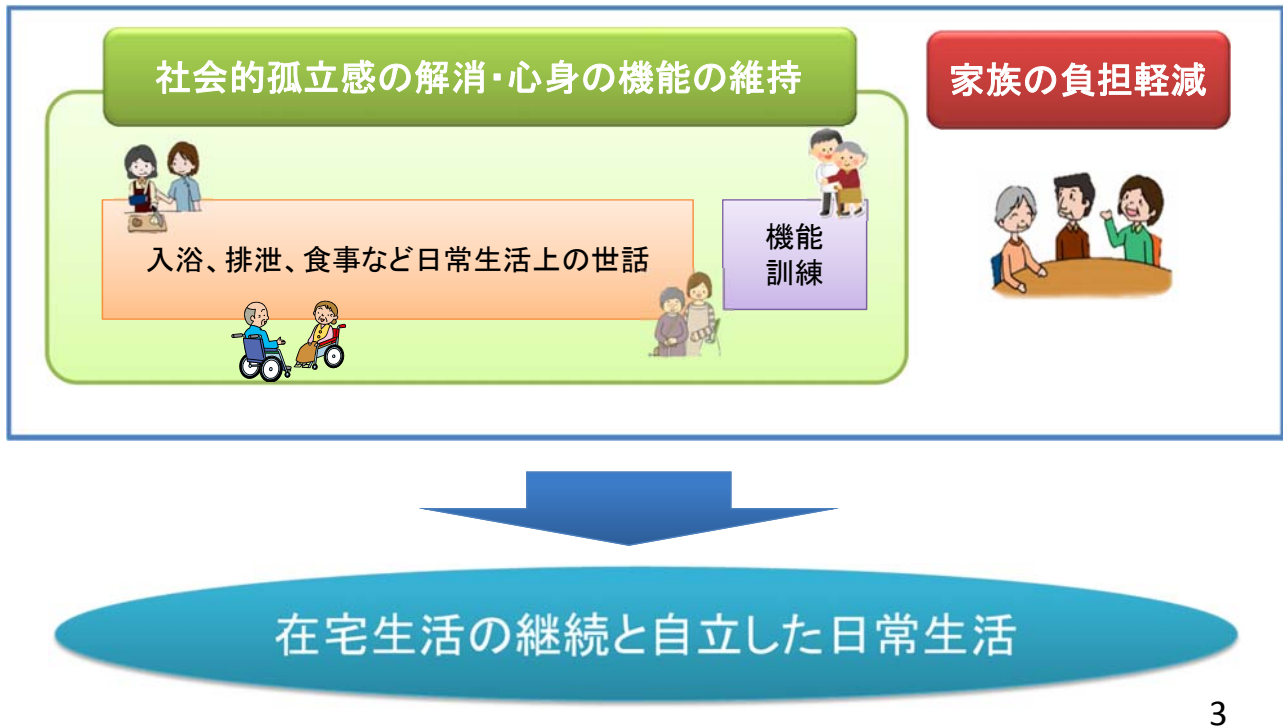 社会的孤立感の解消・心身の機能の維持
家族の負担軽減
入浴、排泄、食事など日常生活上の世話
機能
訓練
在宅生活の継続と自立した日常生活
3